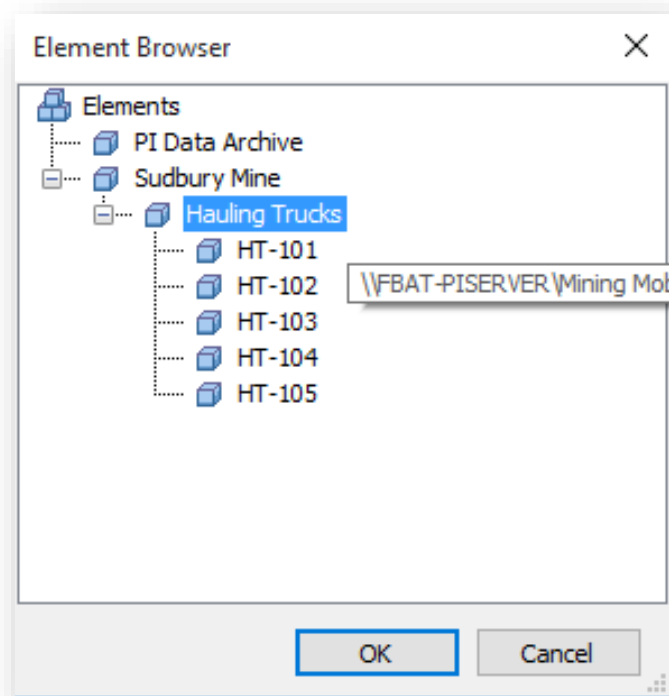 Element Browser
Elements
PI Data Archive
Sudbury Mine
Hauling Trucks
HT-101
HT-102
\\FBAT-PISERVER\Mining Mob
HT-103
HT-104
HT-105
OK
Cancel